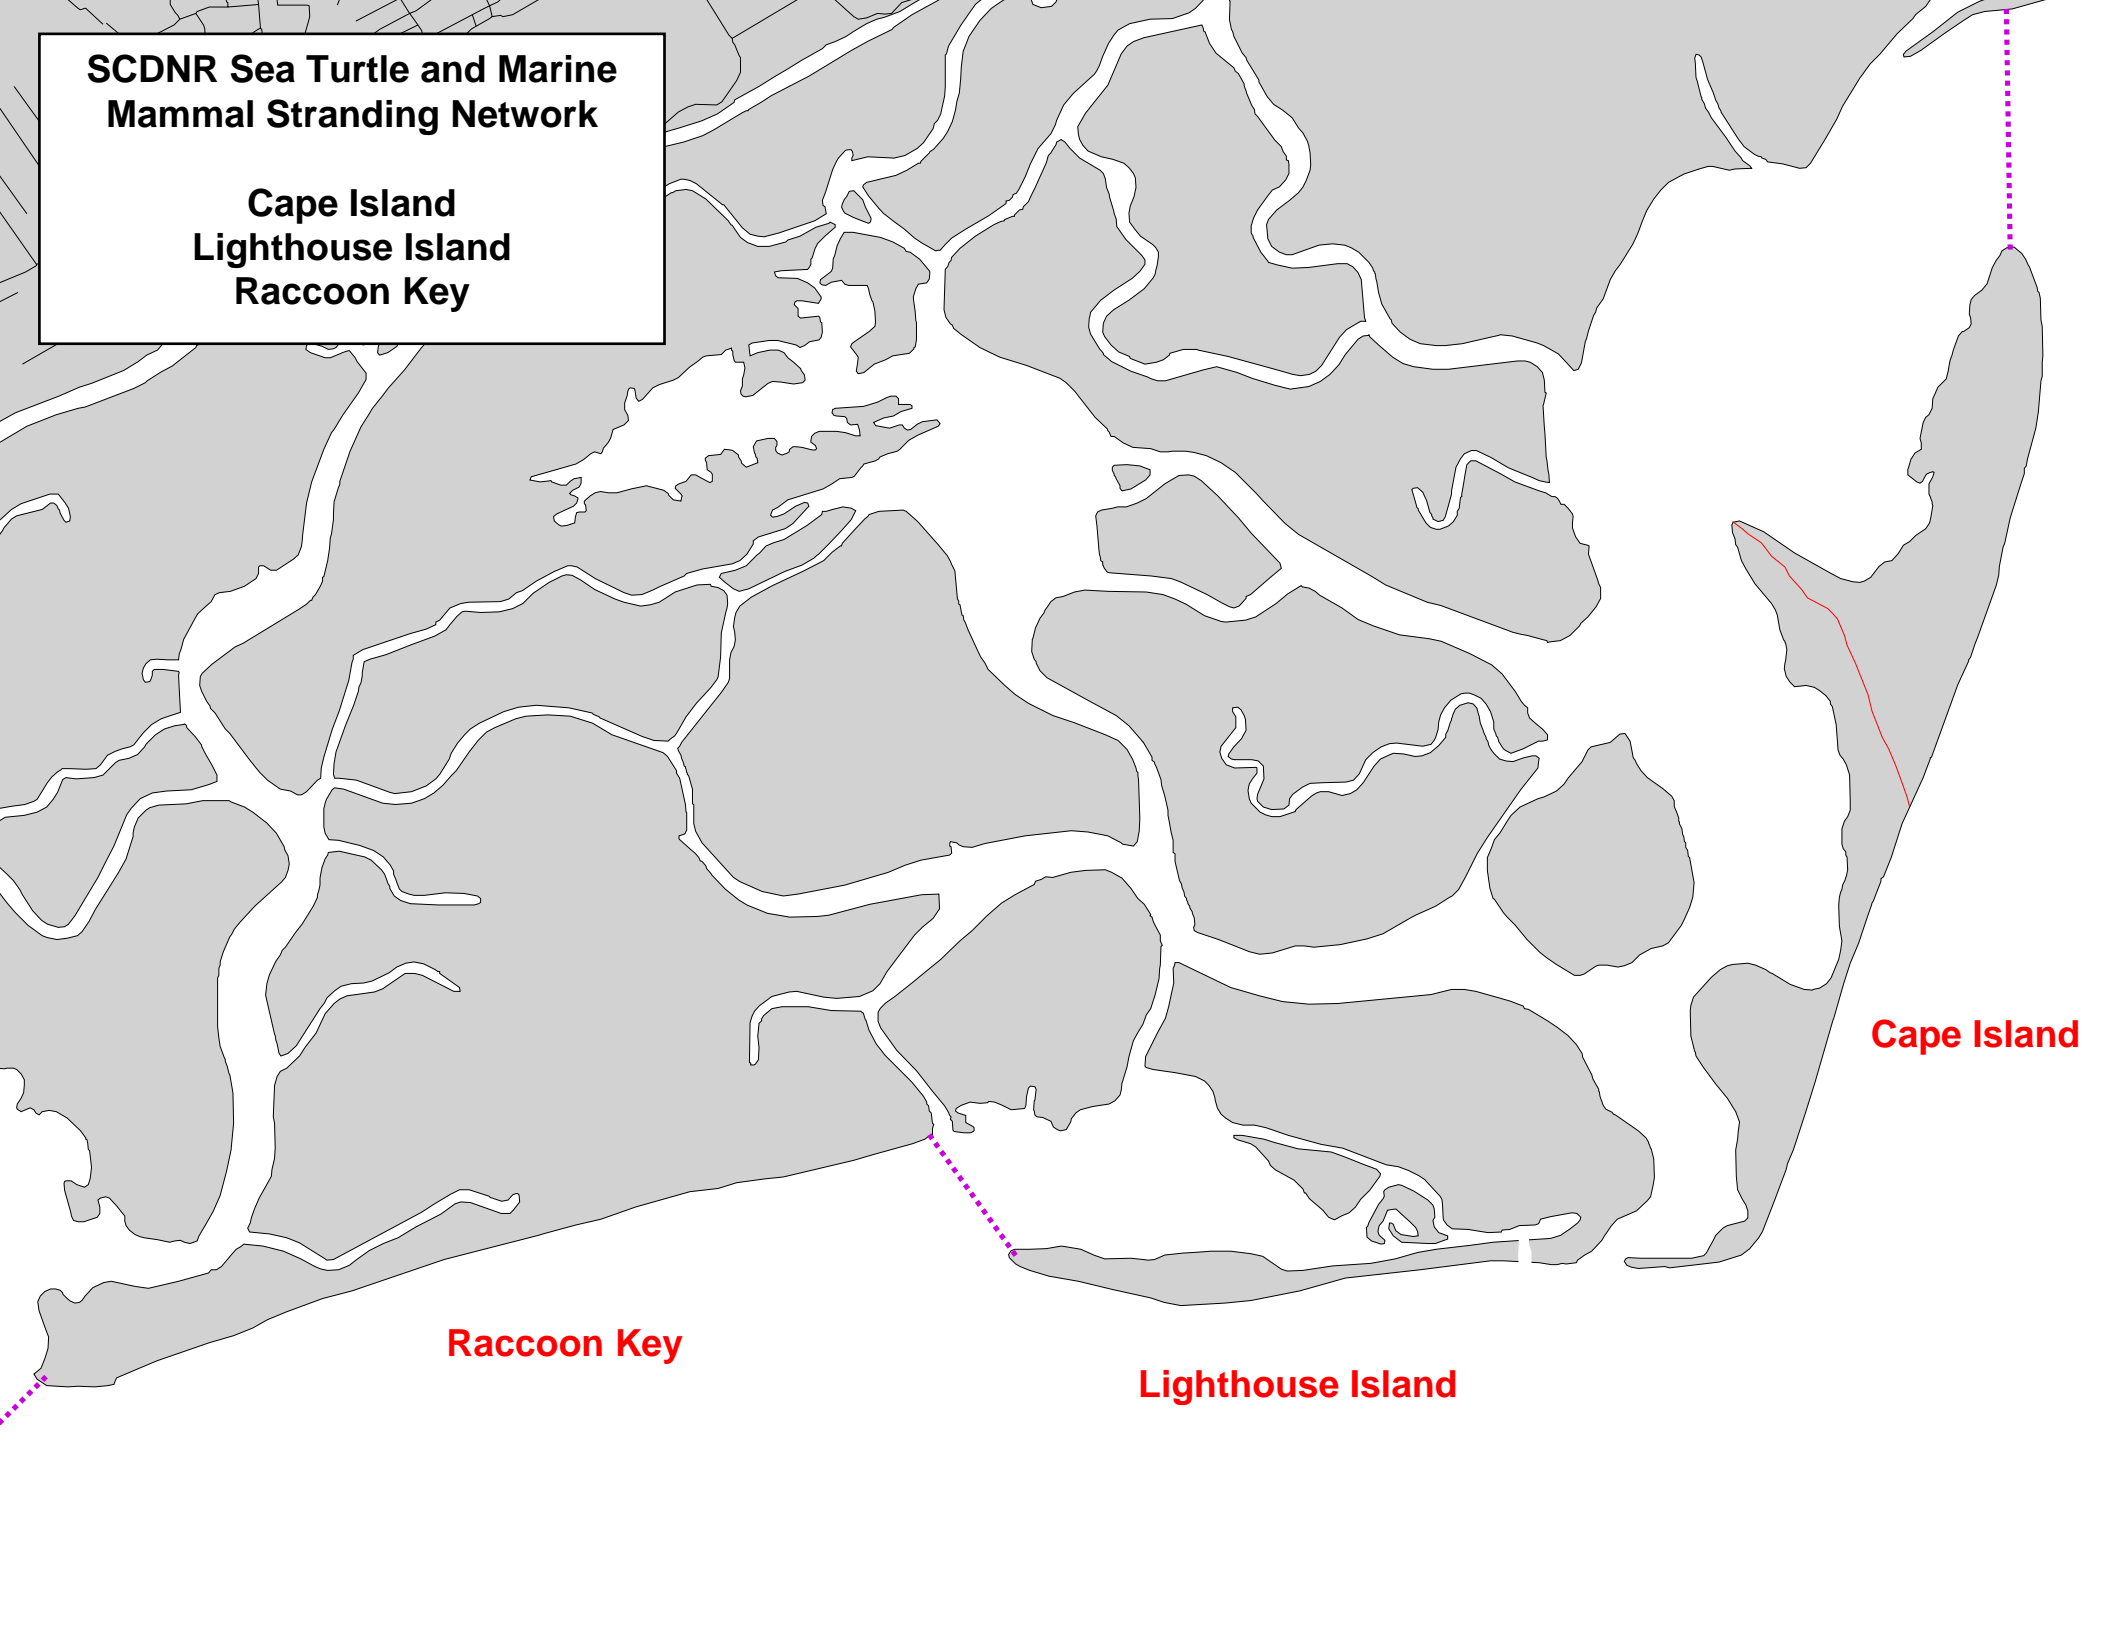 SCDNR Sea Turtle and Marine
Mammal Stranding Network
Cape Island
Lighthouse Island
Raccoon Key
Cape Island
Raccoon Key
Lighthouse Island